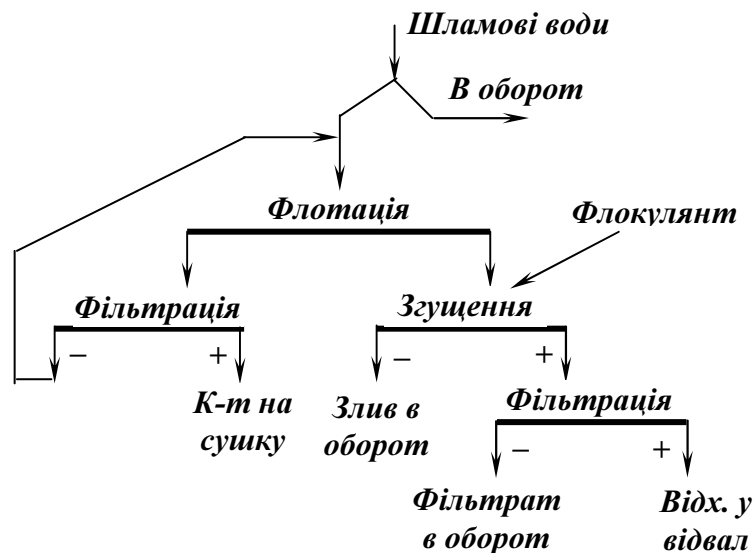 Шламові води
В оборот
Флотація
Флокулянт
Фільтрація
Згущення
–
+
–
+
К-т на
сушку
Злив в
оборот
Фільтрація
–
+
Фільтрат
в оборот
Відх. у
відвал